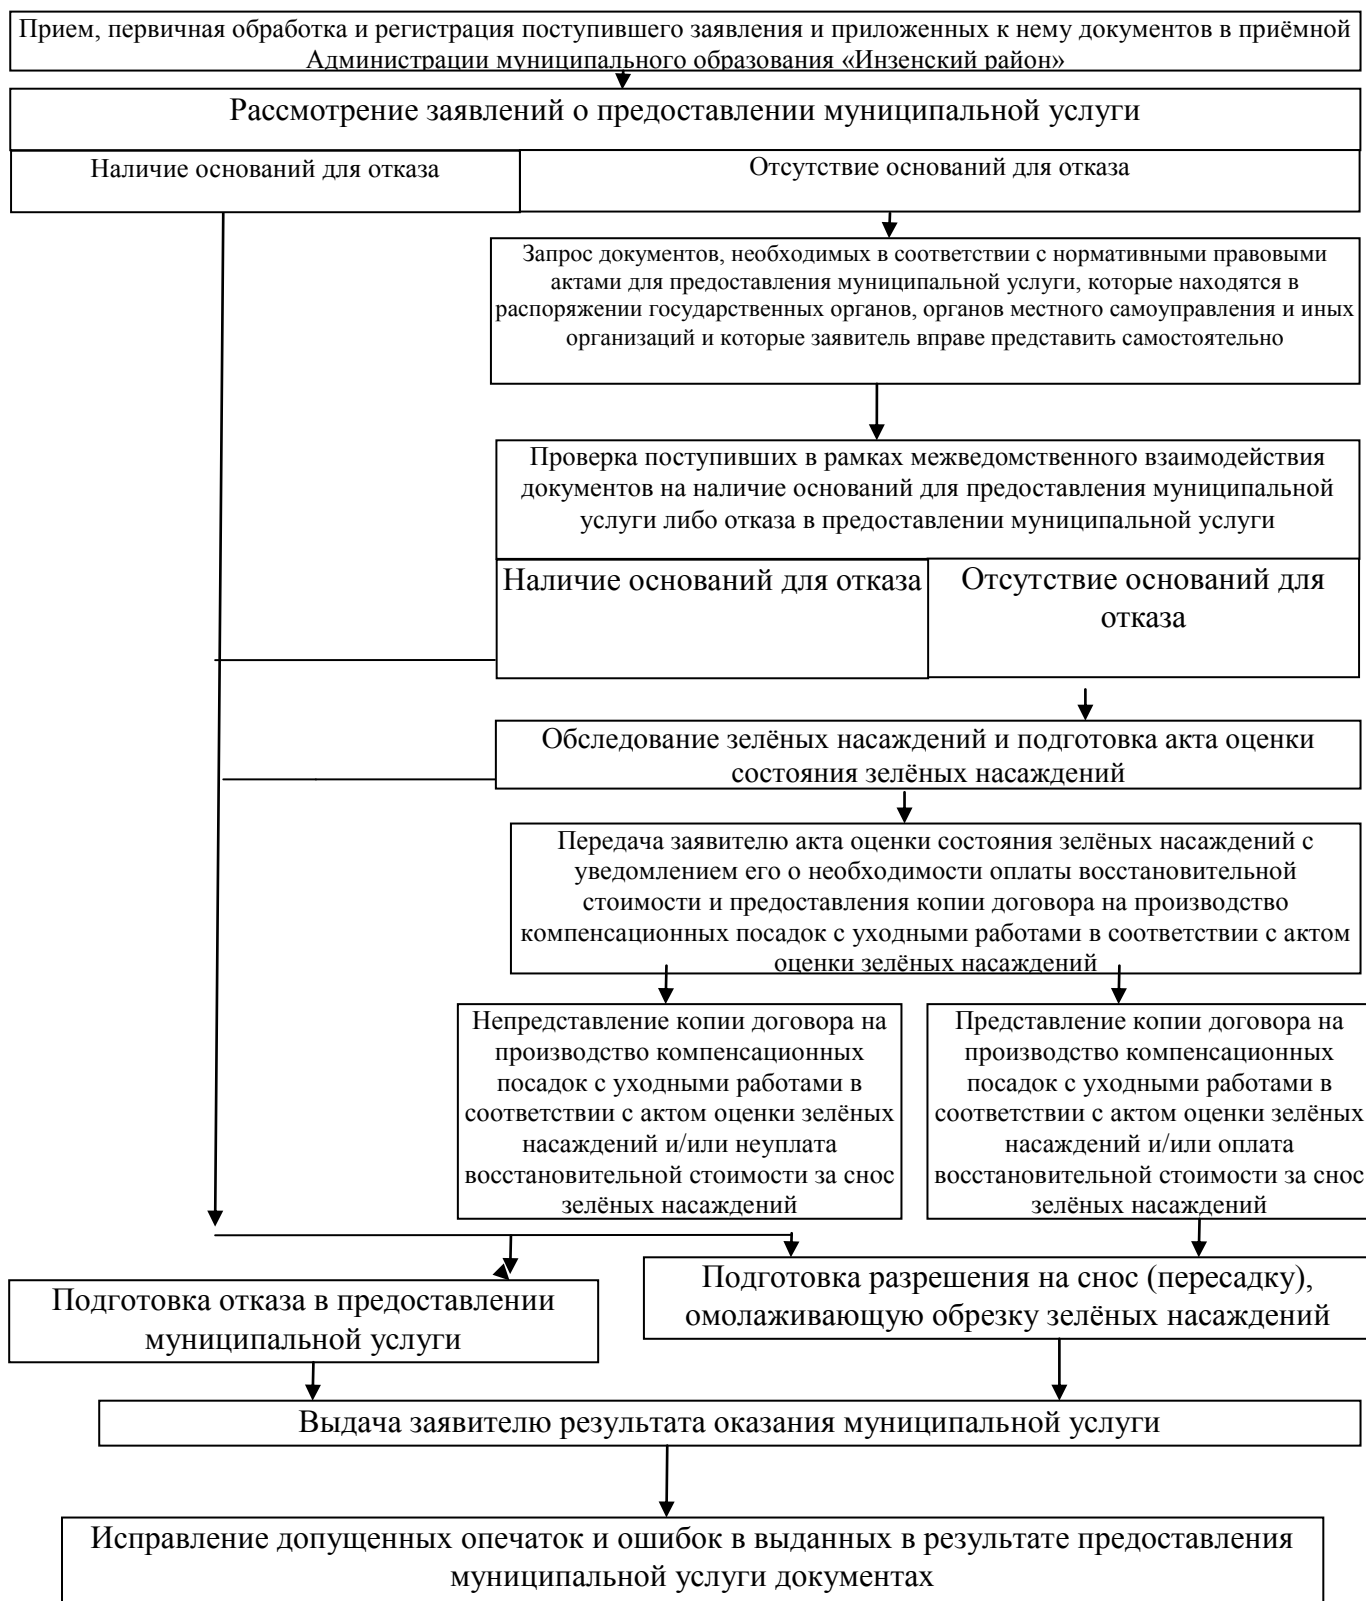 Прием, первичная обработка и регистрация поступившего заявления и приложенных к нему документов в приёмной
Администрации муниципального образования «Инзенский район»
Рассмотрение заявлений о предоставлении муниципальной услуги
Наличие оснований для отказа
Отсутствие оснований для отказа
Запрос документов, необходимых в соответствии с нормативными правовыми
актами для предоставления муниципальной услуги, которые находятся в
распоряжении государственных органов, органов местного самоуправления и иных
организаций и которые заявитель вправе представить самостоятельно
Проверка поступивших в рамках межведомственного взаимодействия
документов на наличие оснований для предоставления муниципальной
услуги либо отказа в предоставлении муниципальной услуги
Наличие оснований для отказа
Отсутствие оснований для
отказа
Обследование зелёных насаждений и подготовка акта оценки
состояния зелёных насаждений
Передача заявителю акта оценки состояния зелёных насаждений с
уведомлением его о необходимости оплаты восстановительной
стоимости и предоставления копии договора на производство
компенсационных посадок с уходными работами в соответствии с актом
оценки зелёных насаждений
Непредставление копии договора на
производство компенсационных
посадок с уходными работами в
соответствии с актом оценки зелёных
насаждений и/или неуплата
восстановительной стоимости за снос
зелёных насаждений
Представление копии договора на
производство компенсационных
посадок с уходными работами в
соответствии с актом оценки зелёных
насаждений и/или оплата
восстановительной стоимости за снос
зелёных насаждений
Подготовка отказа в предоставлении
муниципальной услуги
Подготовка разрешения на снос (пересадку),
омолаживающую обрезку зелёных насаждений
Выдача заявителю результата оказания муниципальной услуги
Исправление допущенных опечаток и ошибок в выданных в результате предоставления
муниципальной услуги документах